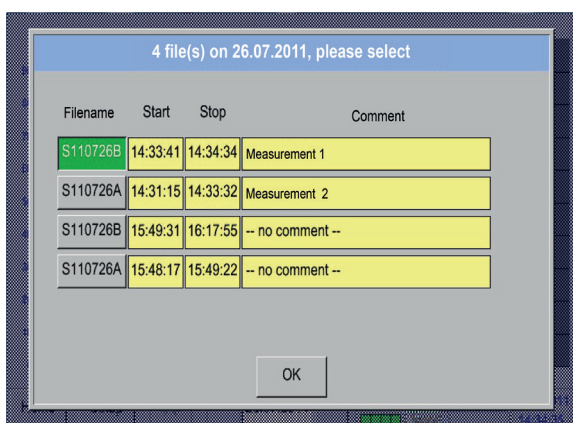 4 file(s) on 26.07.2011, please select
Filename Start Stop Comment
S110726B 14:33:41 14:34:34 Measurement 1
S110726A 14:31:15 14:33:32 Measurement 2
S110726B 15:49:31 16:17:55 -- no comment --
S110726A 15:48:17 15:49:22 -- no comment --
OK